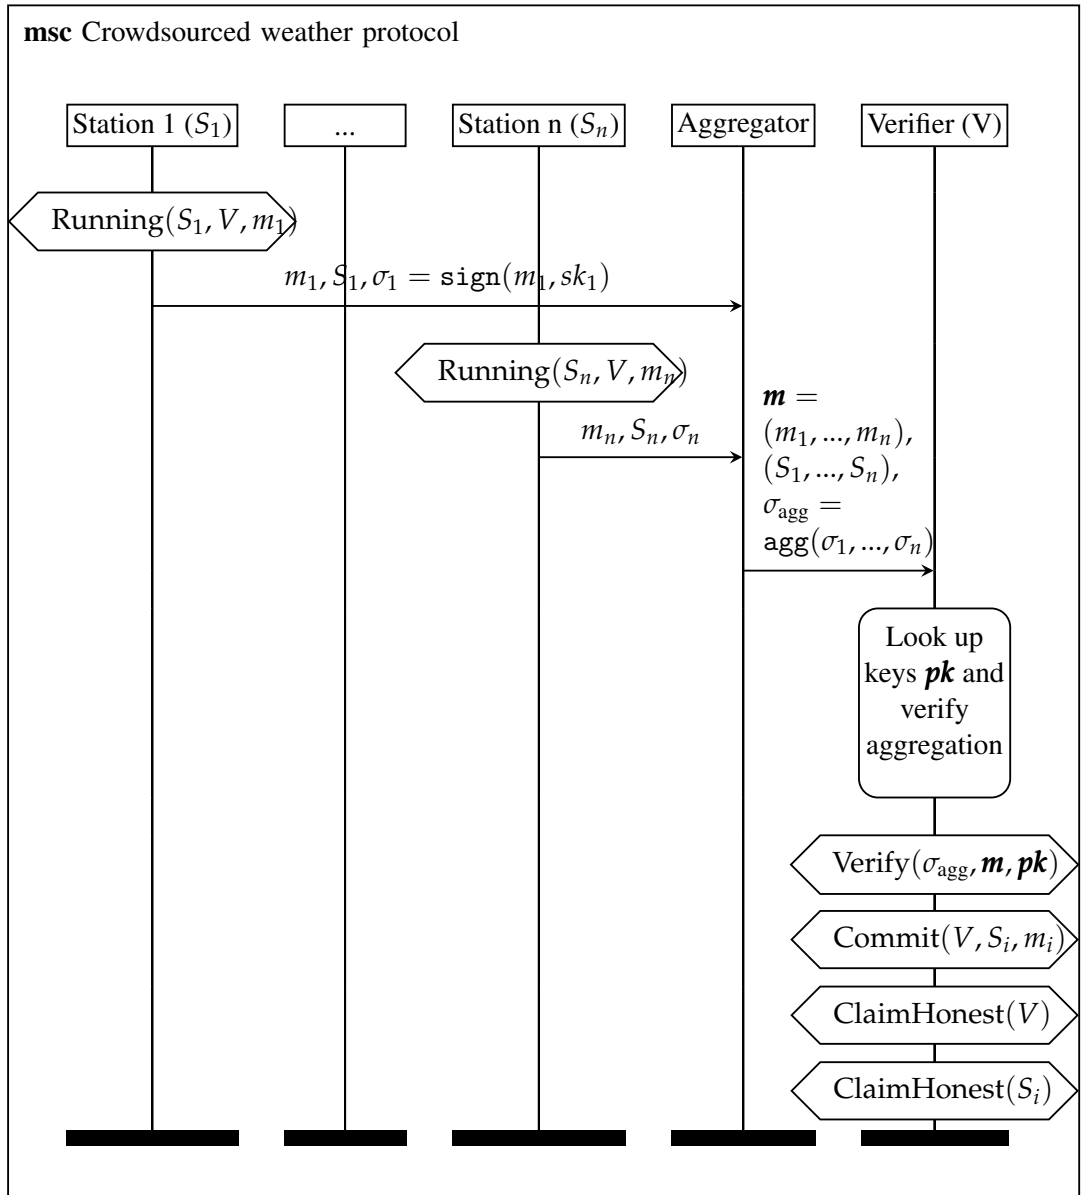 msc Crowdsourced weather protocol
Station 1 (S₁)
...
Station n (Sₙ)
Aggregator
Verifier (V)
Running(S₁, V, m₁)
m₁, S₁, σ₁ = sign(m₁, sk₁)
Running(Sₙ, V, mₙ)
mₙ, Sₙ, σₙ
m =
(m₁, ..., mₙ),
(S₁, ..., Sₙ),
σ_agg =
agg(σ₁, ..., σₙ)
Look up
keys pk and
verify
aggregation
Verify(σ_agg, m, pk)
Commit(V, Sᵢ, mᵢ)
ClaimHonest(V)
ClaimHonest(Sᵢ)